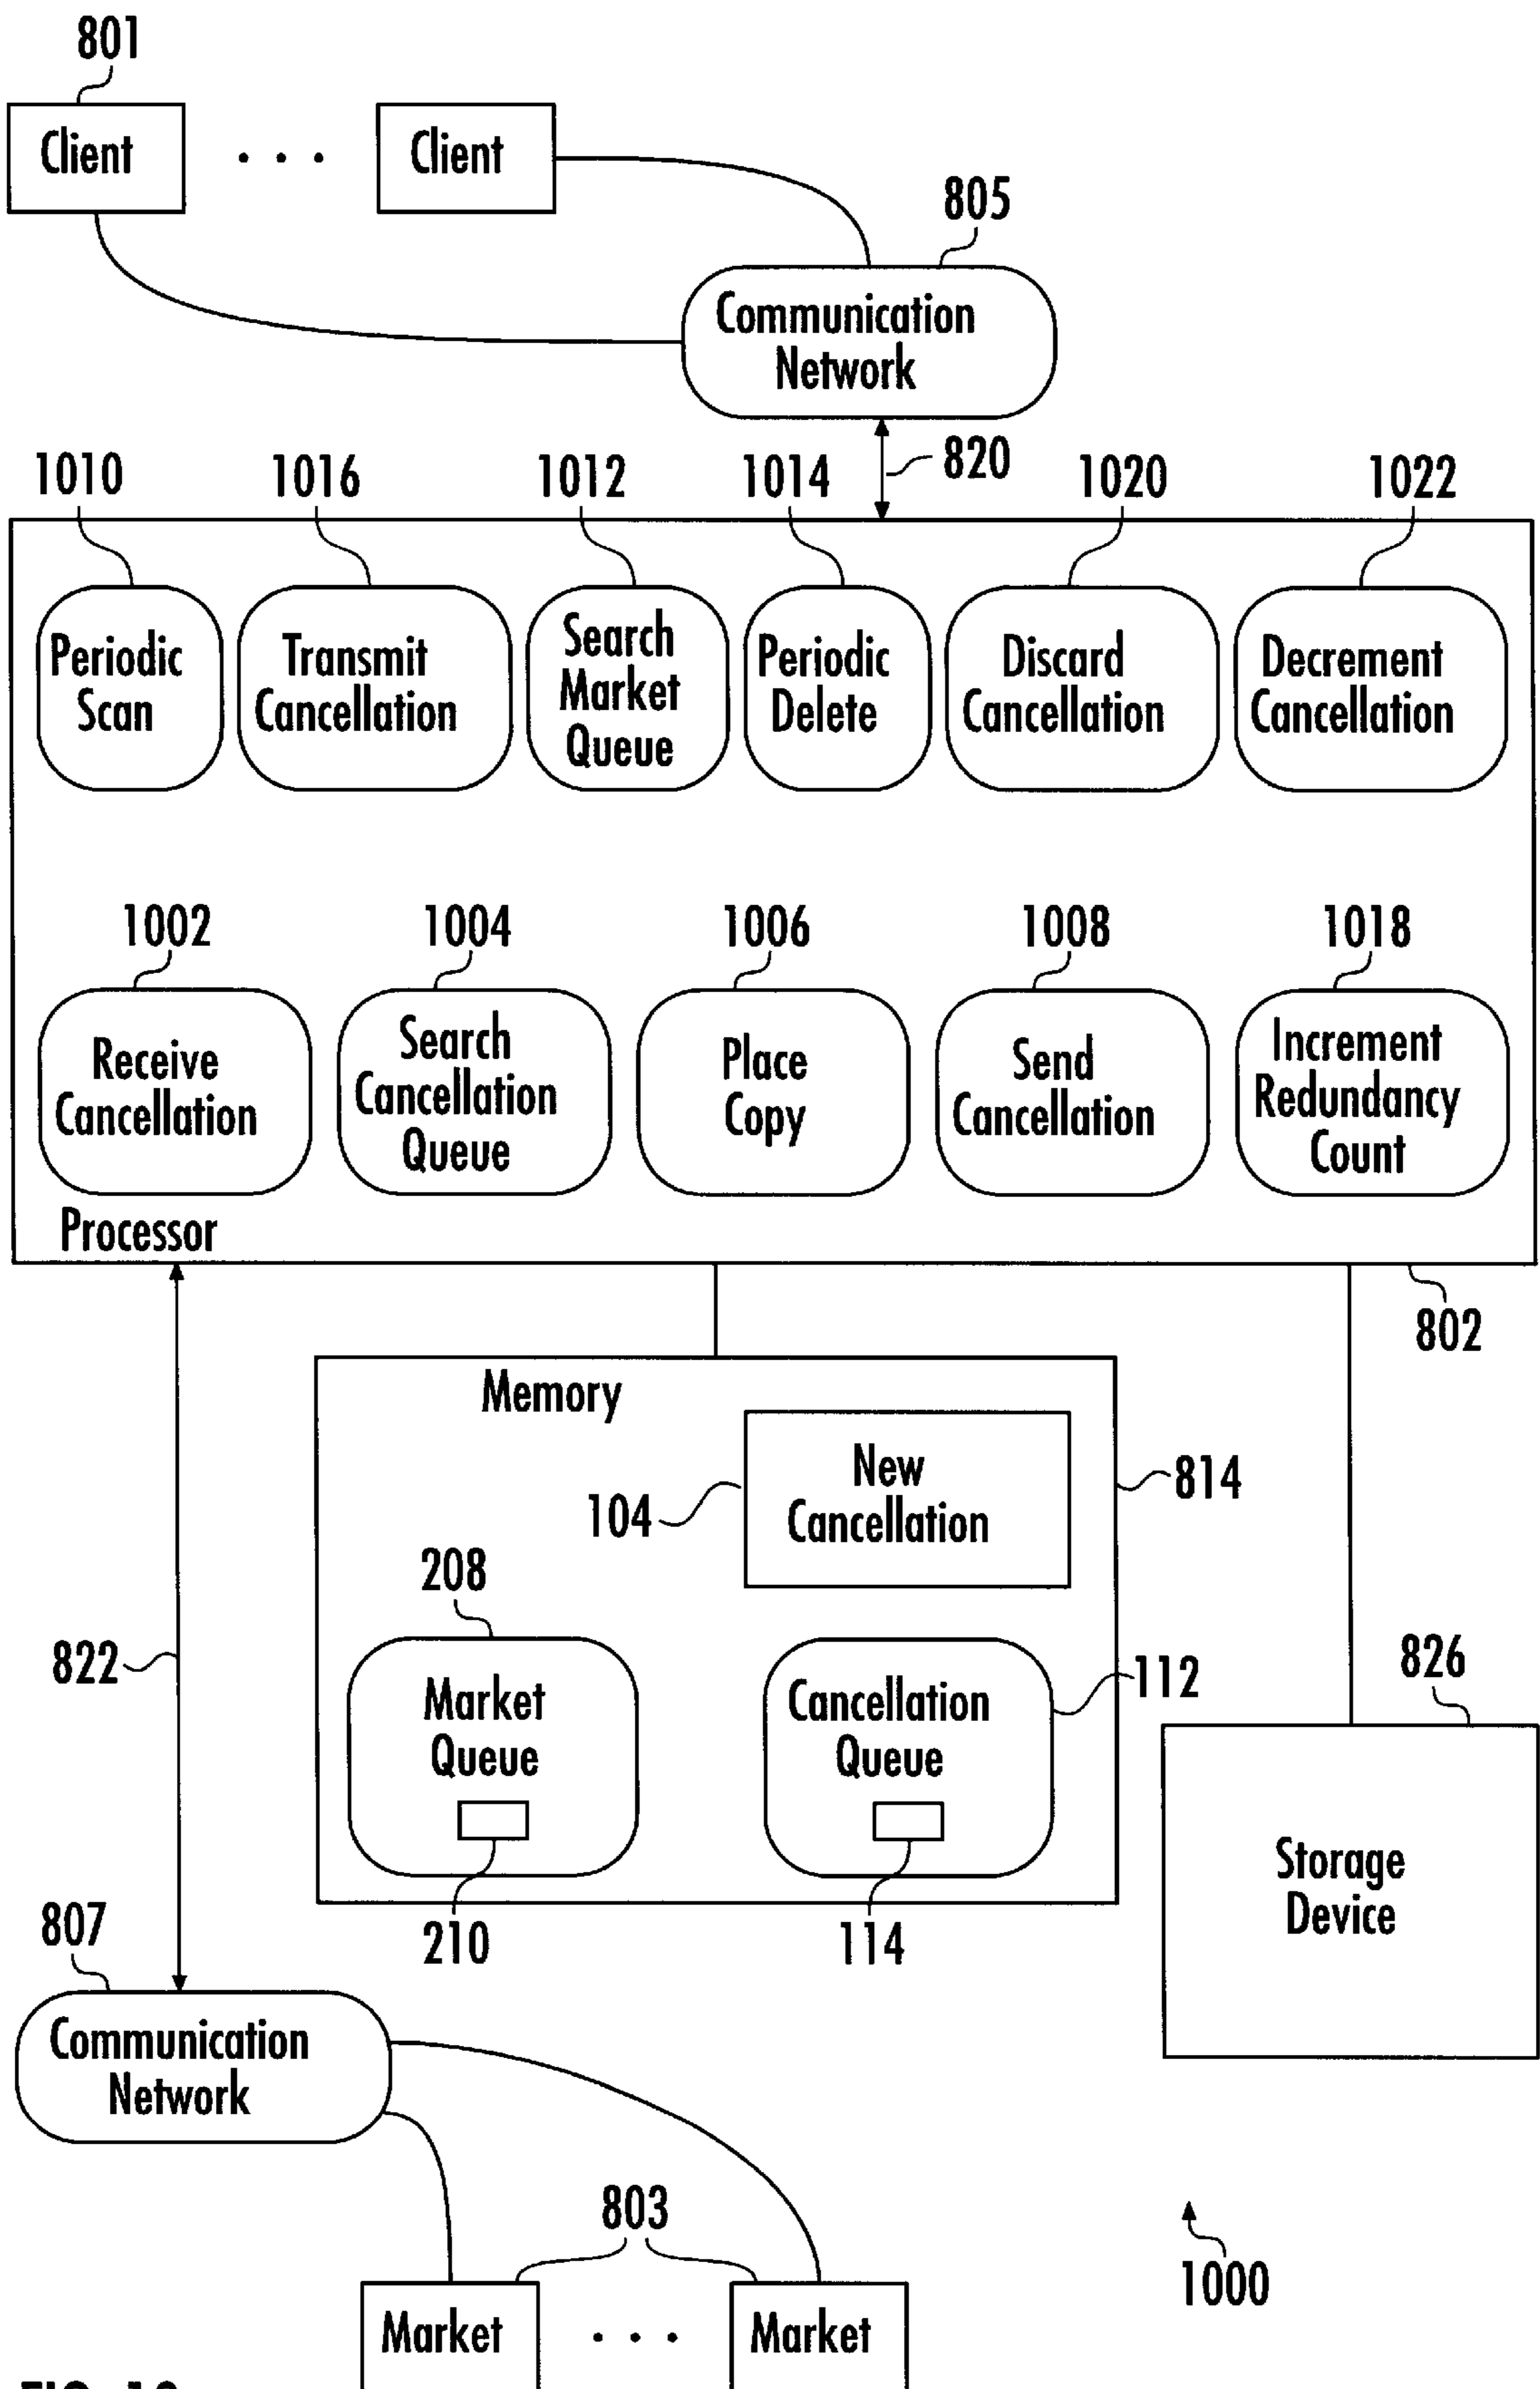 801
Client
. . .
Client
805
Communication
Network
820
1010
1016
1012
1014
1020
1022
Periodic
Scan
Transmit
Cancellation
Search
Market
Queue
Periodic
Delete
Discard
Cancellation
Decrement
Cancellation
1002
1004
1006
1008
1018
Receive
Cancellation
Search
Cancellation
Queue
Place
Copy
Send
Cancellation
Increment
Redundancy
Count
Processor
802
Memory
New
Cancellation
104
814
208
Market
Queue
210
Cancellation
Queue
112
114
822
826
Storage
Device
807
Communication
Network
803
Market
. . .
Market
1000